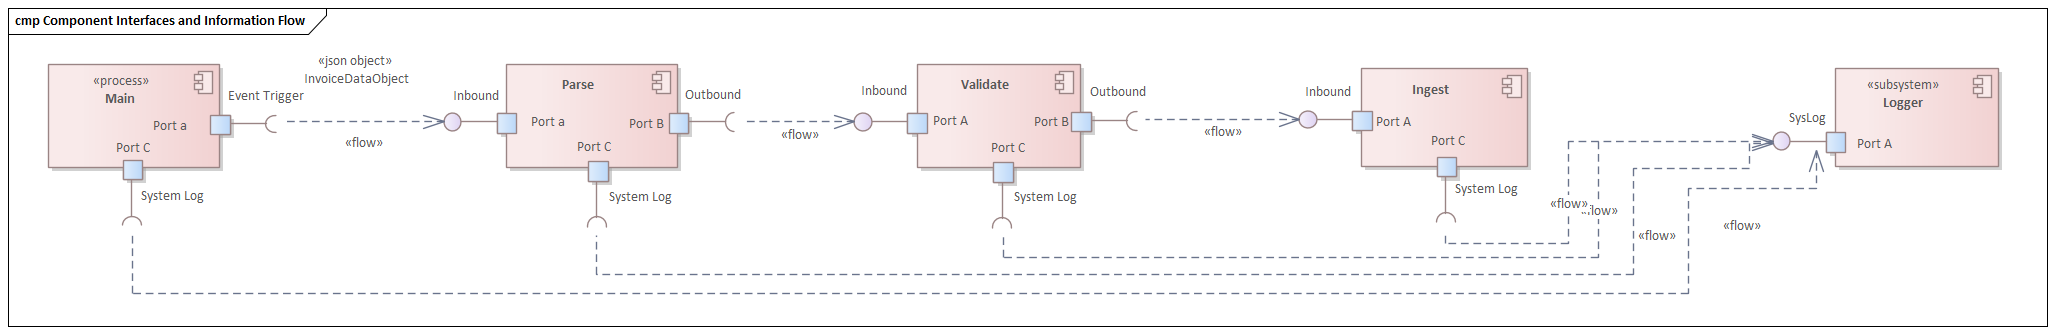 cmp Component Interfaces and Information Flow
«process»
Main
Port a
Port C
Event Trigger
System Log
«json object»
InvoiceDataObject
«flow»
Inbound
Parse
Port a
Port B
Port C
Outbound
System Log
«flow»
Inbound
Validate
Port A
Port B
Port C
Outbound
System Log
«flow»
Inbound
Ingest
Port A
Port C
System Log
«flow»
«flow»
«flow»
«flow»
SysLog
«subsystem»
Logger
Port A